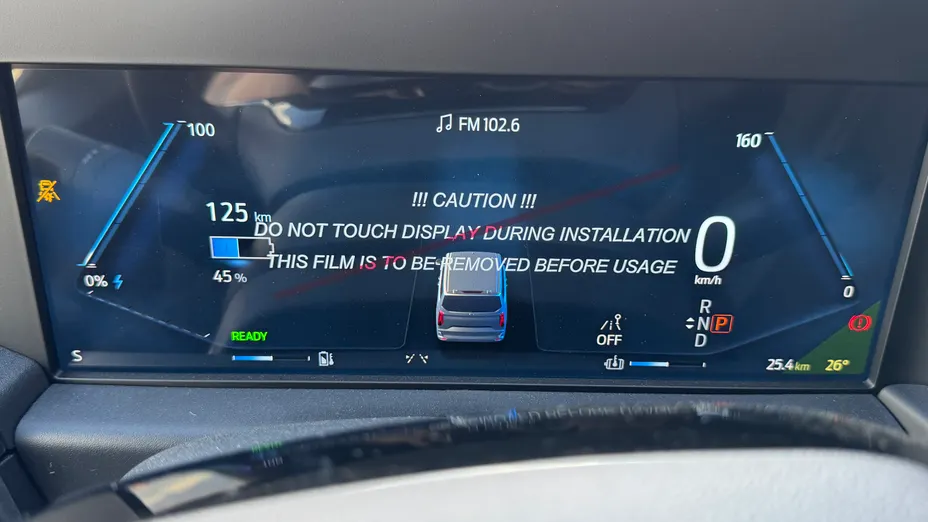 FM 102.6
100
160
!!! CAUTION !!!
125 km
DO NOT TOUCH DISPLAY DURING INSTALLATION
0
THIS FILM IS TO BE REMOVED BEFORE USAGE
45 %
km/h
0%
0
R
N P
D
READY
OFF
S
25.4 km 26°